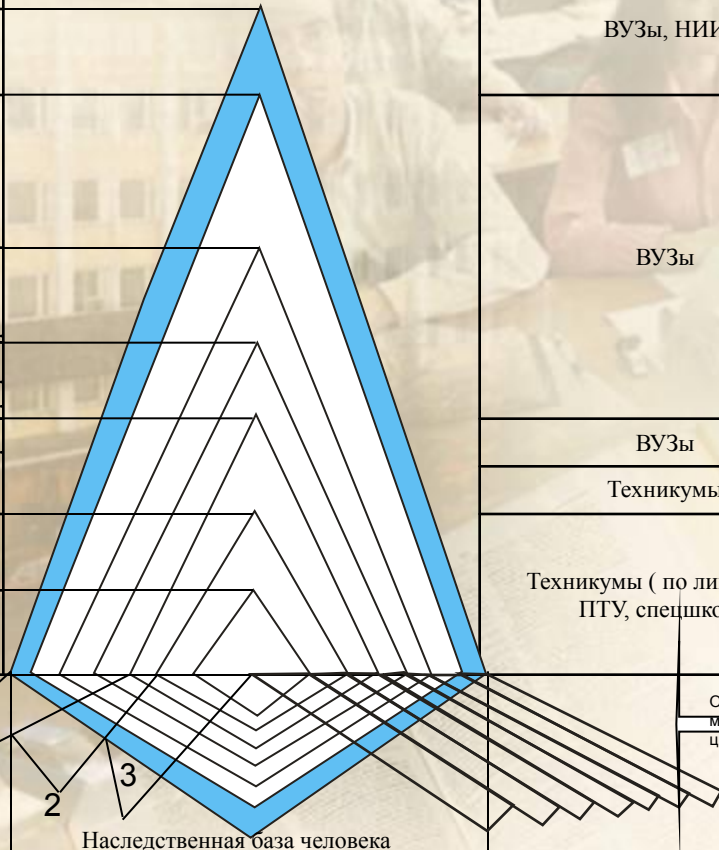 ВУЗы, НИИ
ВУЗы
ВУЗы
Техникумы
Техникумы ( по ли
ПТУ, спецшко
С
м
ц
3
2
Наследственная база человека